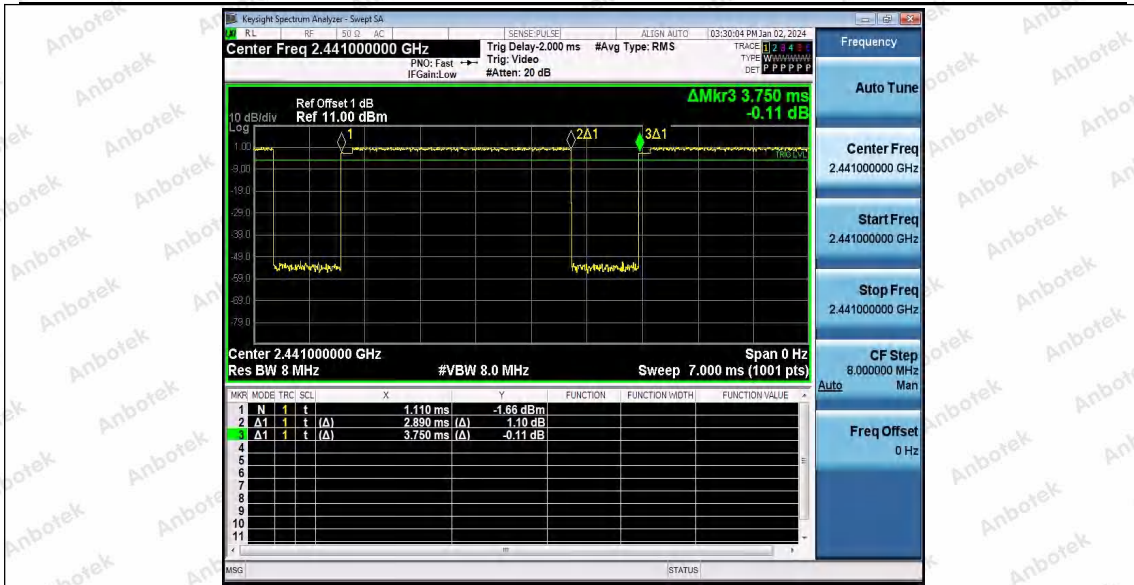 Keysight Spectrum Analyzer - Swept SA
RL RF 50 Ω AC SENSE:PULSE ALIGN AUTO 03:30:04 PM Jan 02, 2024
Center Freq 2.441000000 GHz
PNO: Fast
IFGain:Low
Trig Delay-2.000 ms
Trig: Video
#Atten: 20 dB
#Avg Type: RMS
TRACE 1 2 3 4 5 6
TYPE WWWWWW
DET P P P P P P
Ref Offset 1 dB
10 dB/div Ref 11.00 dBm
Log
ΔMkr3 3.750 ms
-0.11 dB
1
2Δ1
3Δ1
TRIG LVL
1.00
-9.00
-19.0
-29.0
-39.0
-49.0
-59.0
-69.0
-79.0
Center 2.441000000 GHz Span 0 Hz
Res BW 8 MHz #VBW 8.0 MHz Sweep 7.000 ms (1001 pts)
MKR MODE TRC SCL X Y FUNCTION FUNCTION WIDTH FUNCTION VALUE
1 N 1 t 1.110 ms -1.66 dBm
2 Δ1 1 t (Δ) 2.890 ms (Δ) 1.10 dB
3 Δ1 1 t (Δ) 3.750 ms (Δ) -0.11 dB
4
5
6
7
8
9
10
11
MSG STATUS
Frequency
Auto Tune
Center Freq
2.441000000 GHz
Start Freq
2.441000000 GHz
Stop Freq
2.441000000 GHz
CF Step
8.000000 MHz
Auto Man
Freq Offset
0 Hz
Anbotek